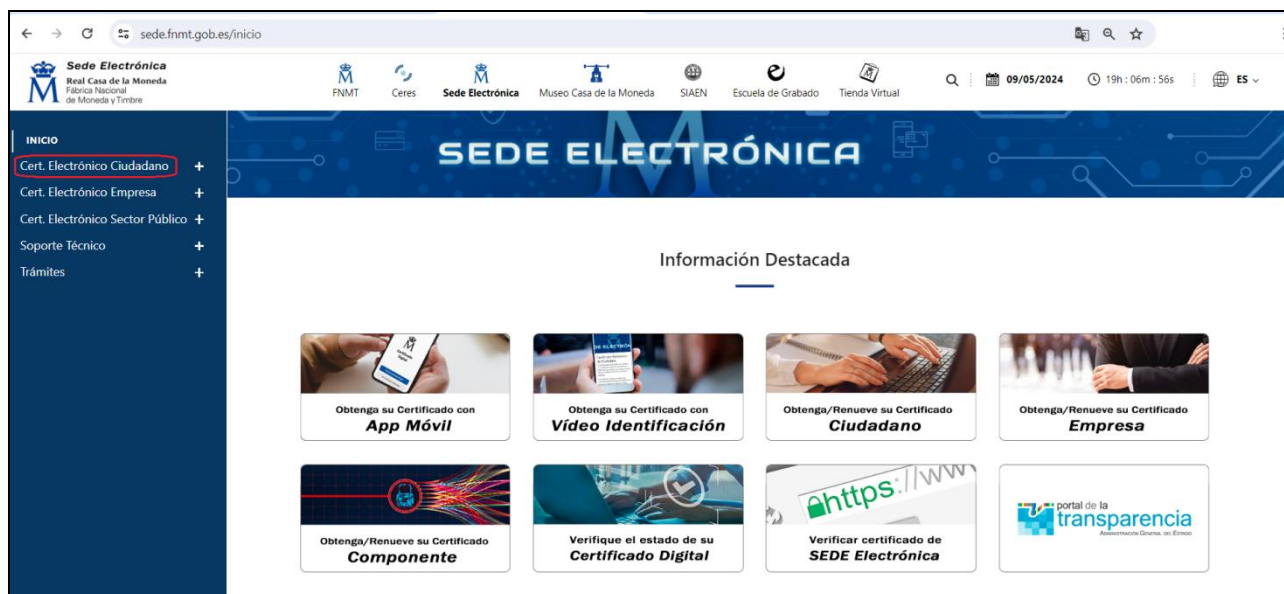 sede.fnmt.gob.es/inicio
Sede Electrónica
Real Casa de la Moneda
Fábrica Nacional
de Moneda y Timbre
FNMT
Ceres
Sede Electrónica
Museo Casa de la Moneda
SIAEN
Escuela de Grabado
Tienda Virtual
09/05/2024
19h : 06m : 56s
ES
INICIO
Cert. Electrónico Ciudadano +
Cert. Electrónico Empresa +
Cert. Electrónico Sector Público +
Soporte Técnico +
Trámites +
SEDE ELECTRÓNICA
Información Destacada
Obtenga su Certificado con
App Móvil
Obtenga su Certificado con
Vídeo Identificación
Obtenga/Renueve su Certificado
Ciudadano
Obtenga/Renueve su Certificado
Empresa
Obtenga/Renueve su Certificado
Componente
Verifique el estado de su
Certificado Digital
https://www
Verificar certificado de
SEDE Electrónica
portal de la
transparencia
Administración General del Estado